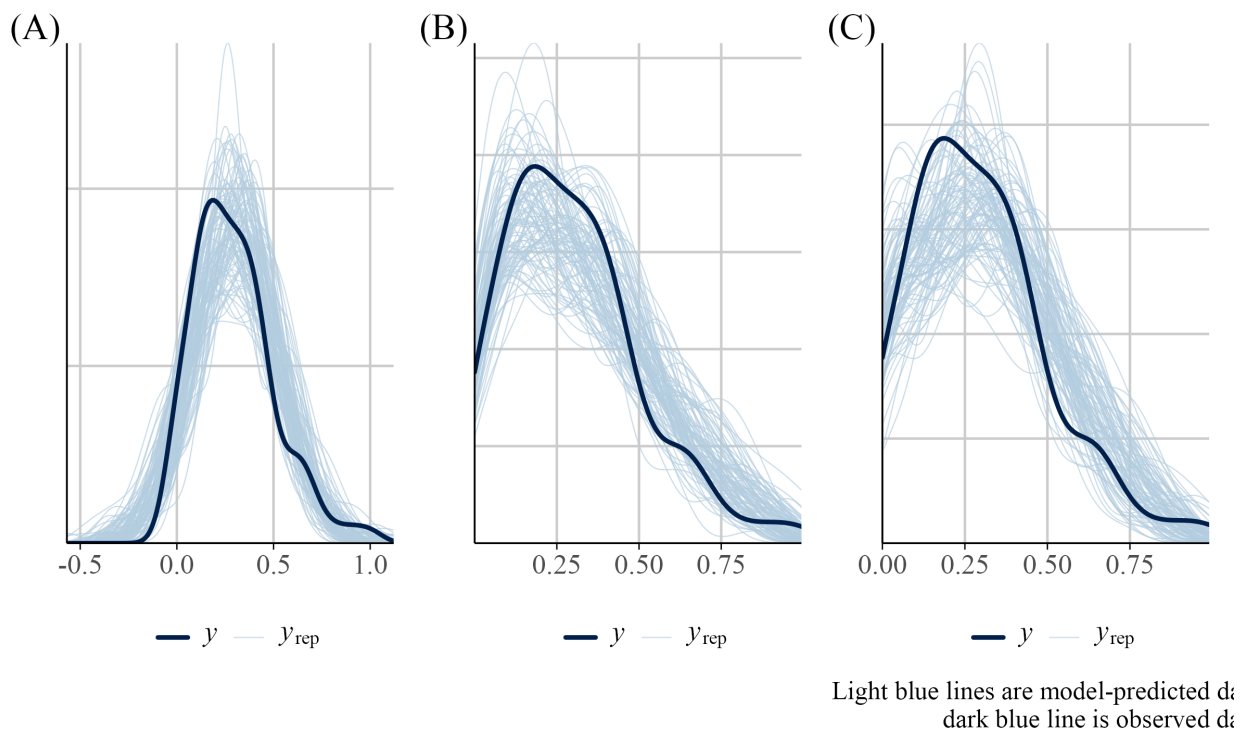 (A) (B) (C)
-0.5 0.0 0.5 1.0 0.25 0.50 0.75 0.00 0.25 0.50 0.75
y yrep y yrep y yrep
Light blue lines are model-predicted
dark blue line is observed